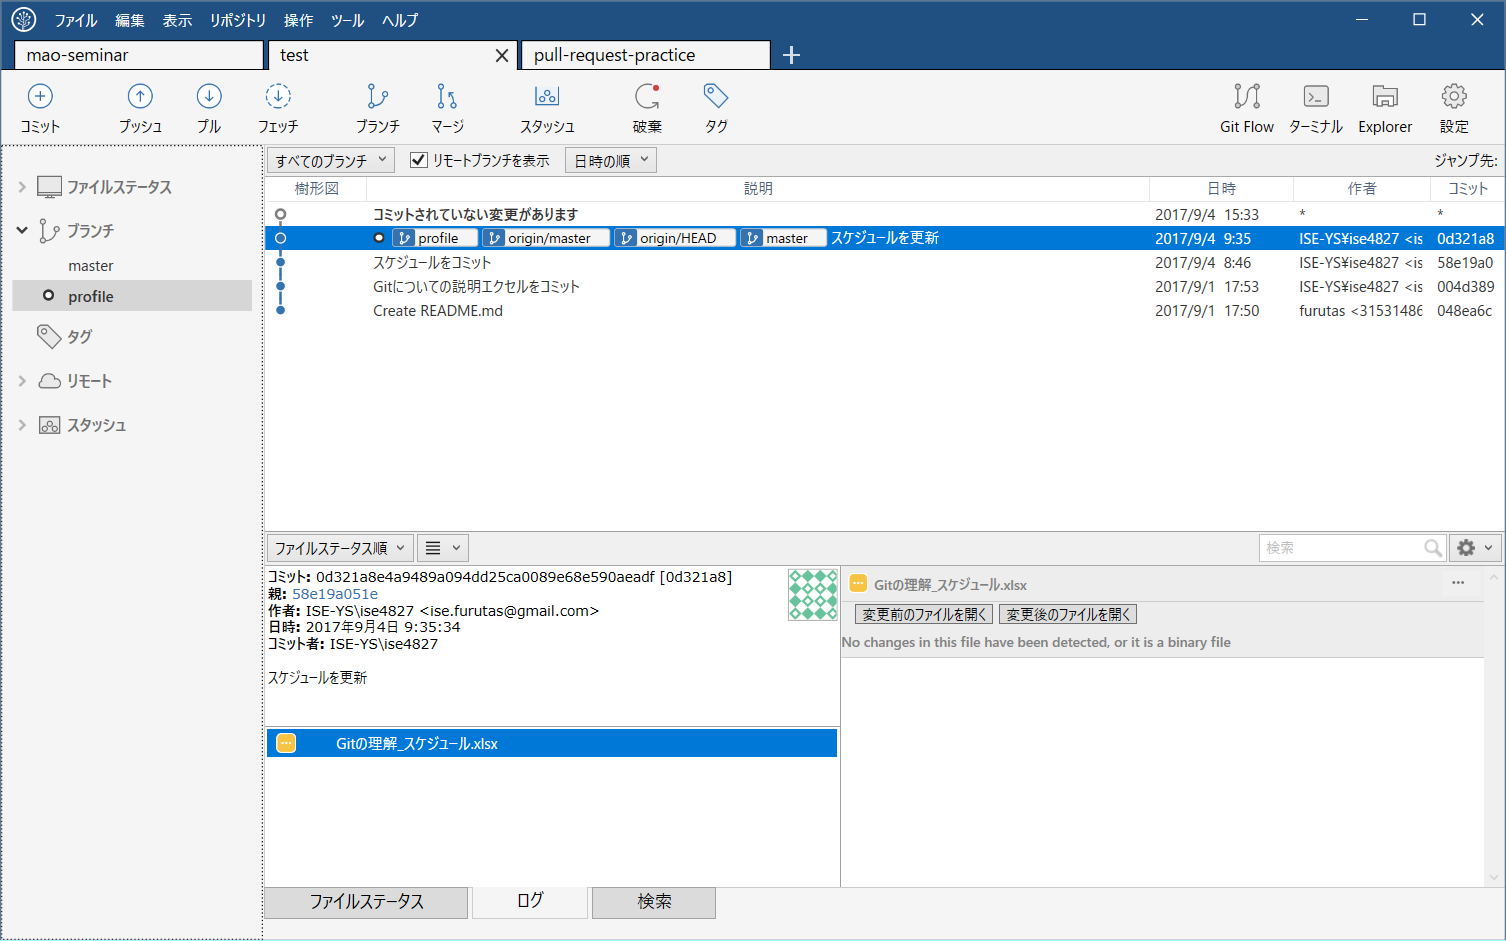 ファイル 編集 表示 リポジトリ 操作 ツール ヘルプ
mao-seminar test pull-request-practice
コミット プッシュ プル フェッチ ブランチ マージ スタッシュ 破棄 タグ Git Flow ターミナル Explorer 設定
すべてのブランチ リモートブランチを表示 日時の順 ジャンプ先:
ファイルステータス
ブランチ
master
profile
タグ
リモート
スタッシュ
樹形図 説明 日時 作者 コミット
コミットされていない変更があります 2017/9/4 15:33 * *
profile origin/master origin/HEAD master スケジュールを更新 2017/9/4 9:35 ISE-YS¥ise4827 <is 0d321a8
スケジュールをコミット 2017/9/4 8:46 ISE-YS¥ise4827 <is 58e19a0
Gitについての説明エクセルをコミット 2017/9/1 17:53 ISE-YS¥ise4827 <is 004d389
Create README.md 2017/9/1 17:50 furutas <31531486 048ea6c
ファイルステータス順 検索
コミット: 0d321a8e4a9489a094dd25ca0089e68e590aeadf [0d321a8]
親: 58e19a051e
作者: ISE-YS\ise4827 <ise.furutas@gmail.com>
日時: 2017年9月4日 9:35:34
コミット者: ISE-YS\ise4827
スケジュールを更新
Gitの理解_スケジュール.xlsx
Gitの理解_スケジュール.xlsx
変更前のファイルを開く 変更後のファイルを開く
No changes in this file have been detected, or it is a binary file
ファイルステータス ログ 検索